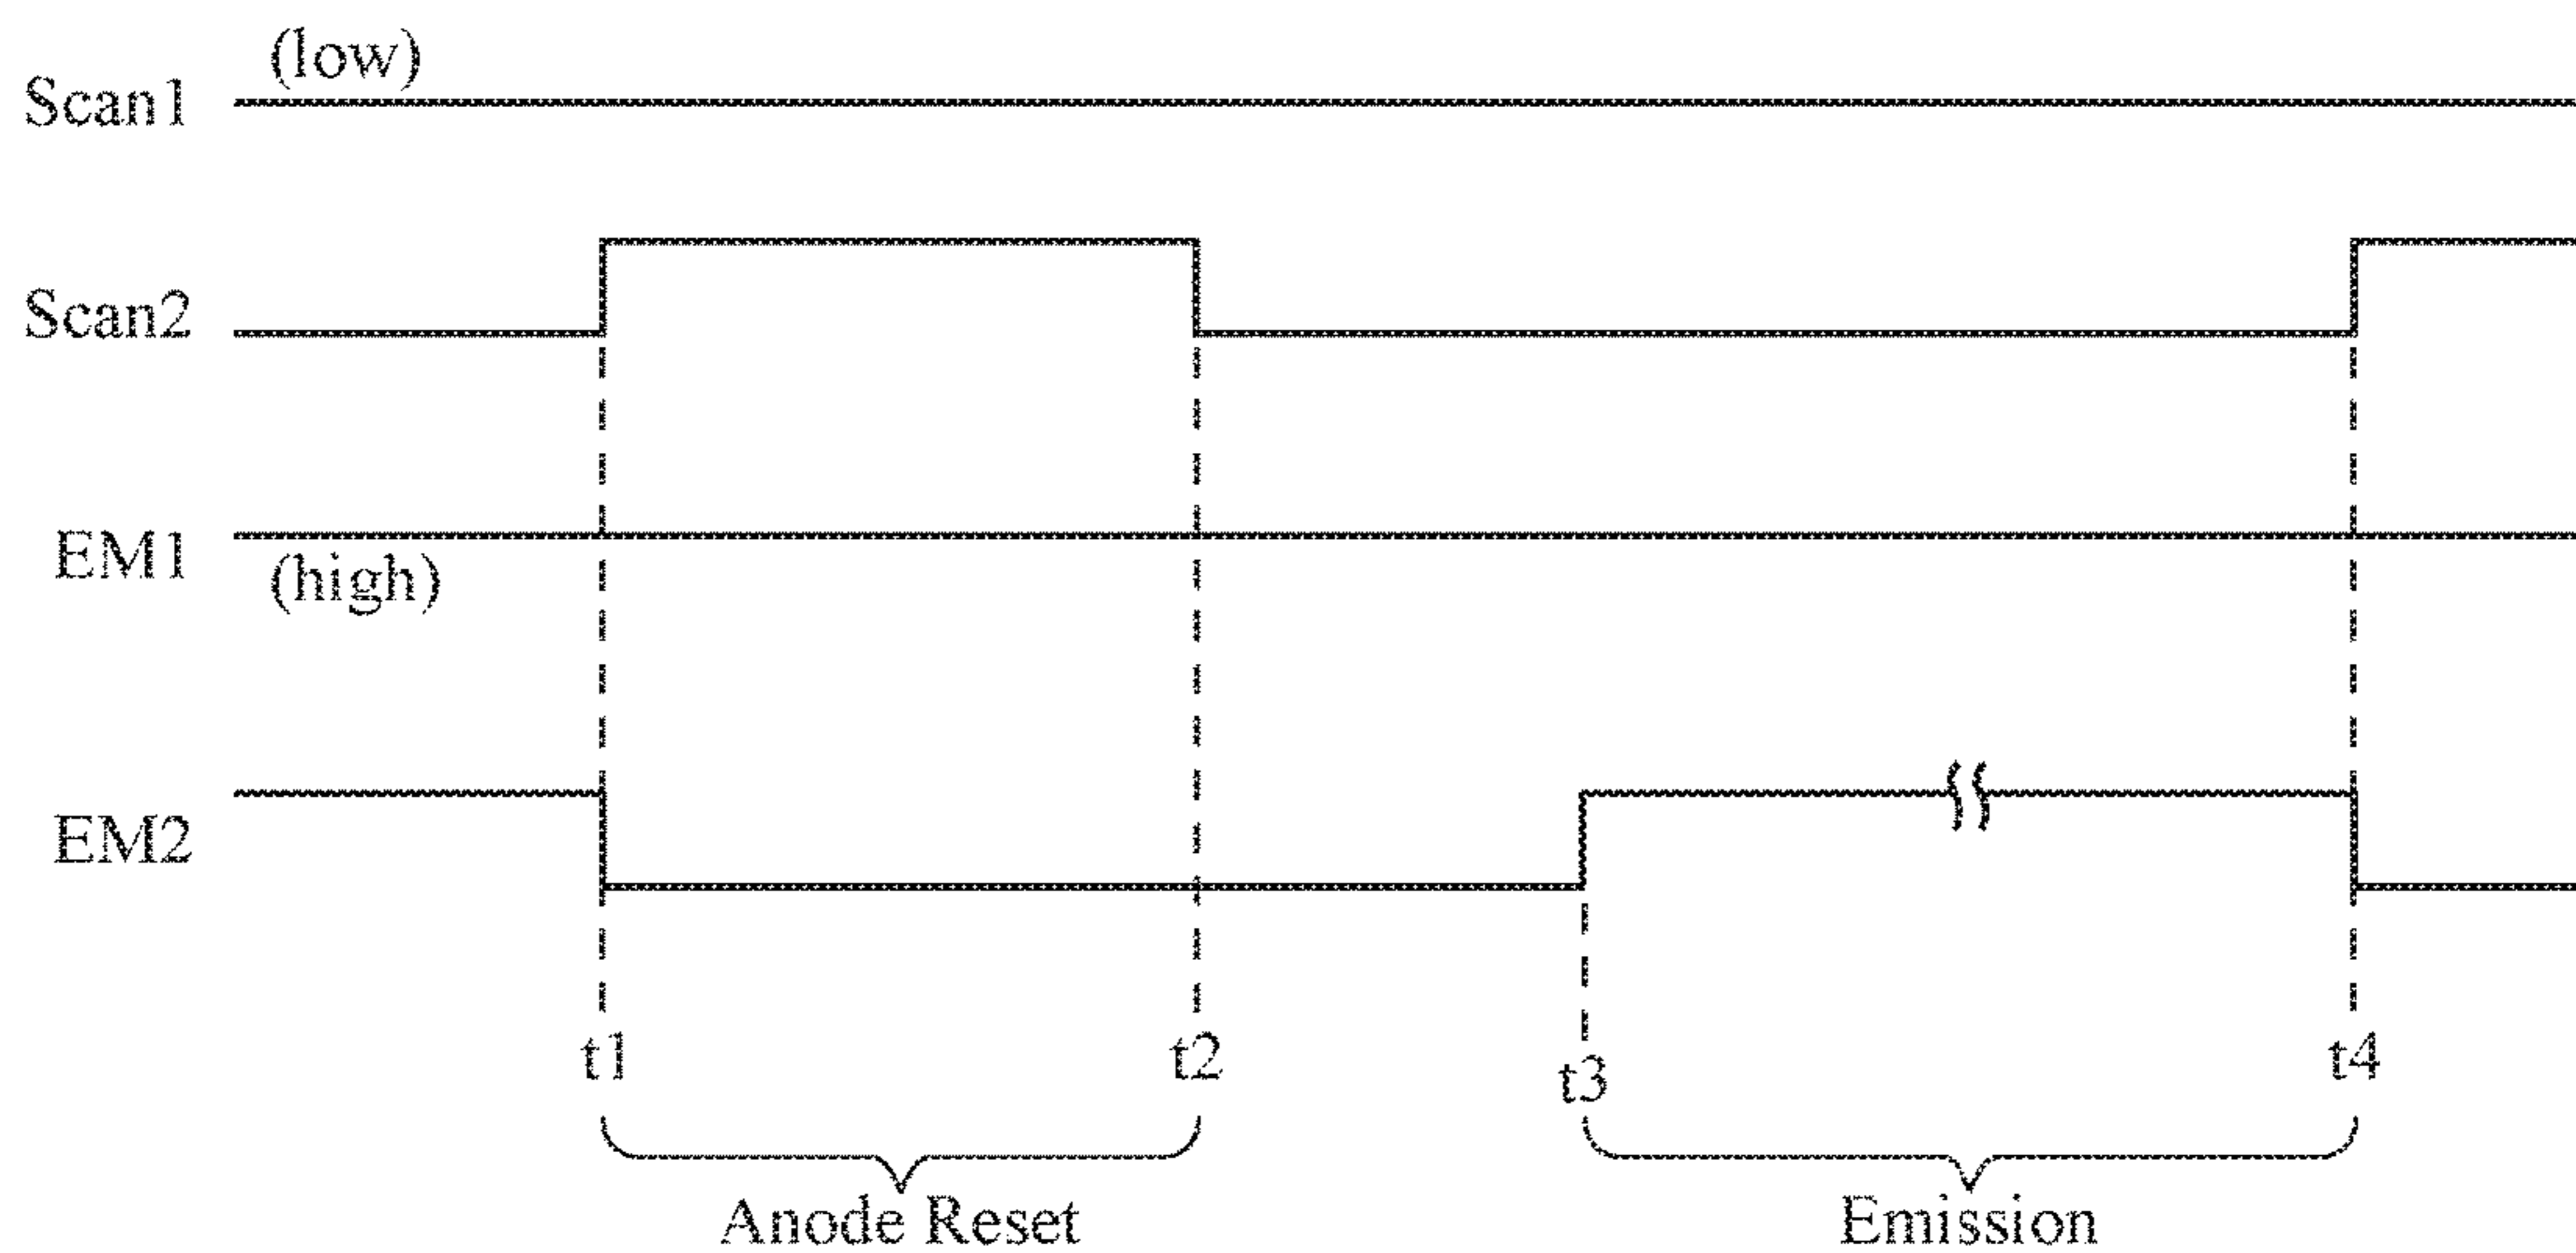 (low)
Scan1
Scan2
EM1
(high)
EM2
t1
t2
t3
t4
Anode Reset
Emission